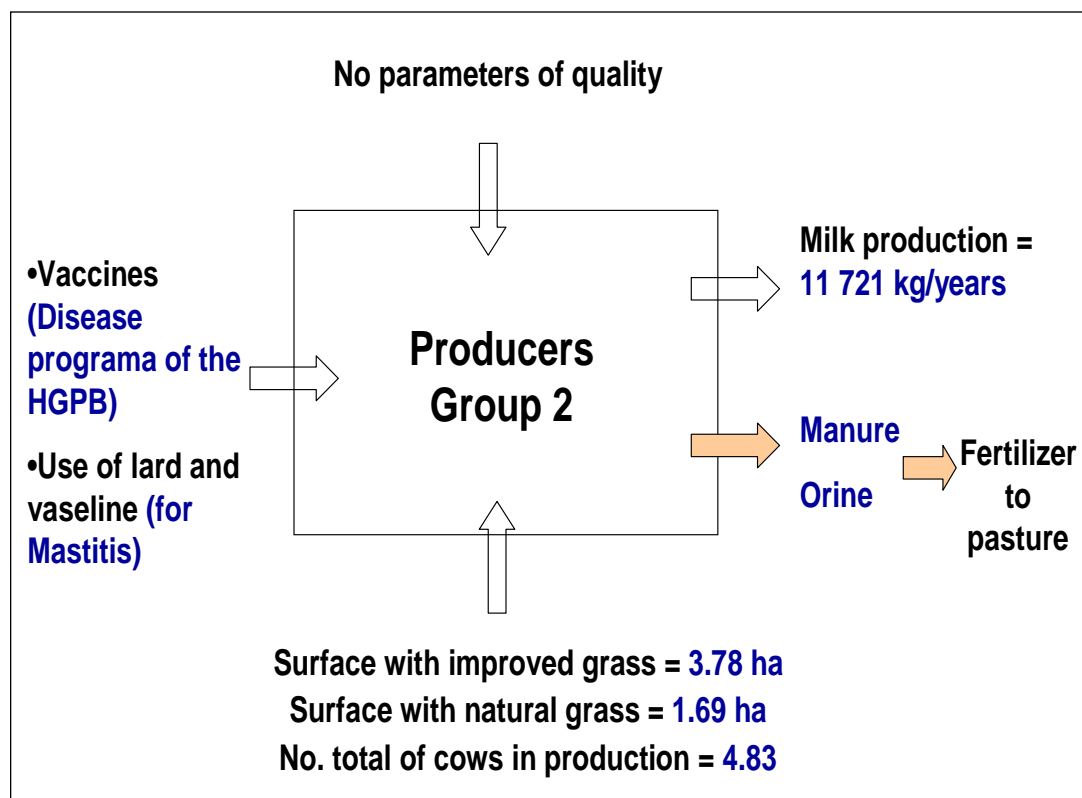 No parameters of quality
•Vaccines
(Disease
programa of the
HGPB)
•Use of lard and
vaseline (for
Mastitis)
Producers
Group 2
Milk production =
11 721 kg/years
Manure
Orine
Fertilizer
to
pasture
Surface with improved grass = 3.78 ha
Surface with natural grass = 1.69 ha
No. total of cows in production = 4.83